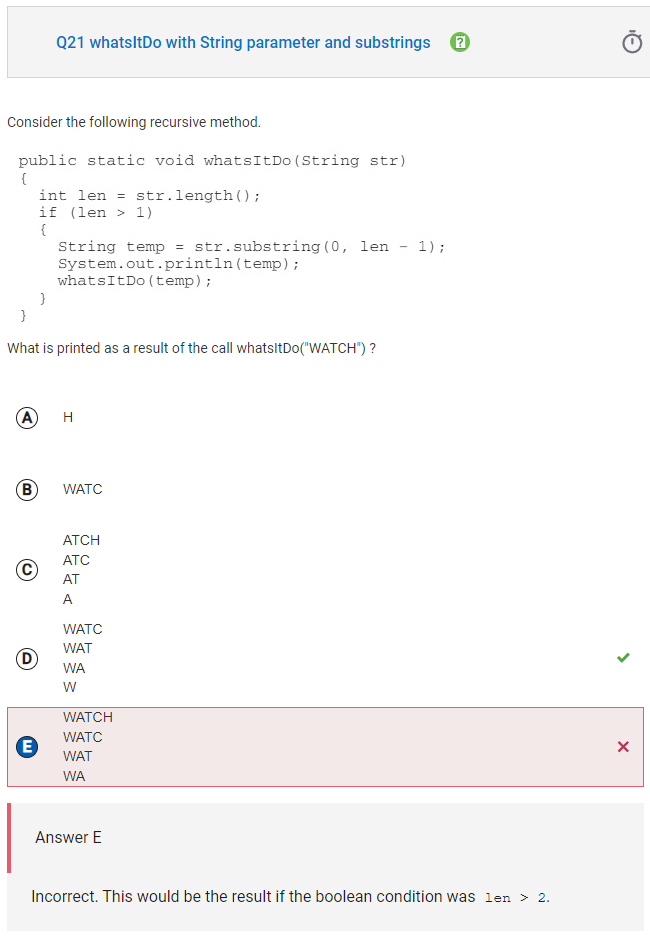 Q21 whatsItDo with String parameter and substrings
Consider the following recursive method.
public static void whatsItDo(String str)
{
int len = str.length();
if (len > 1)
{
String temp = str.substring(0, len - 1);
System.out.println(temp);
whatsItDo(temp);
}
}
What is printed as a result of the call whatsItDo("WATCH") ?
A H
B WATC
ATCH
ATC
C
AT
A
WATC
WAT
D
WA
W
WATCH
WATC
E
WAT
WA
Answer E
Incorrect. This would be the result if the boolean condition was len > 2.